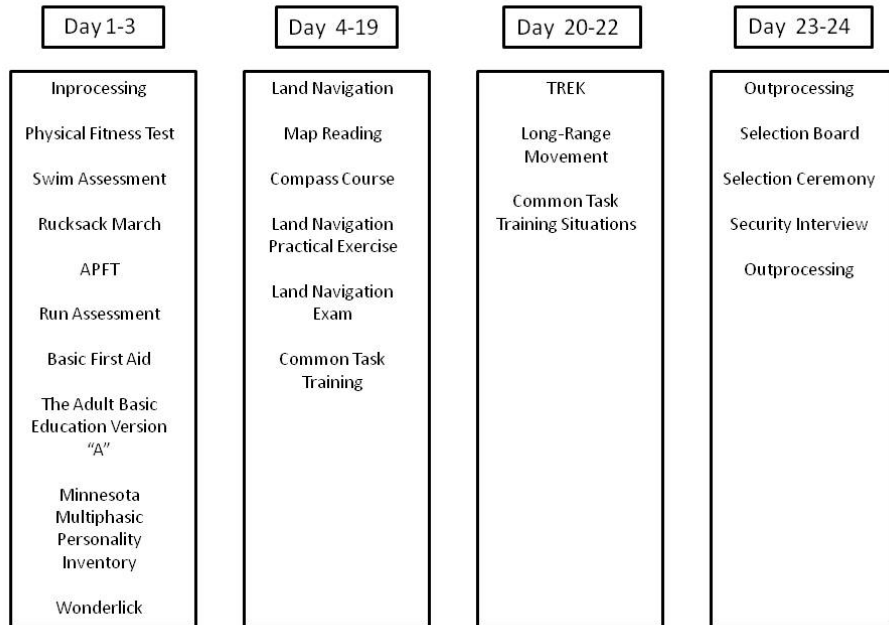 Day 1-3
Inprocessing
Physical Fitness Test
Swim Assessment
Rucksack March
APFT
Run Assessment
Basic First Aid
The Adult Basic
Education Version
“A”
Minnesota
Multiphasic
Personality
Inventory
Wonderlick
Day 4-19
Land Navigation
Map Reading
Compass Course
Land Navigation
Practical Exercise
Land Navigation
Exam
Common Task
Training
Day 20-22
TREK
Long-Range
Movement
Common Task
Training Situations
Day 23-24
Outprocessing
Selection Board
Selection Ceremony
Security Interview
Outprocessing